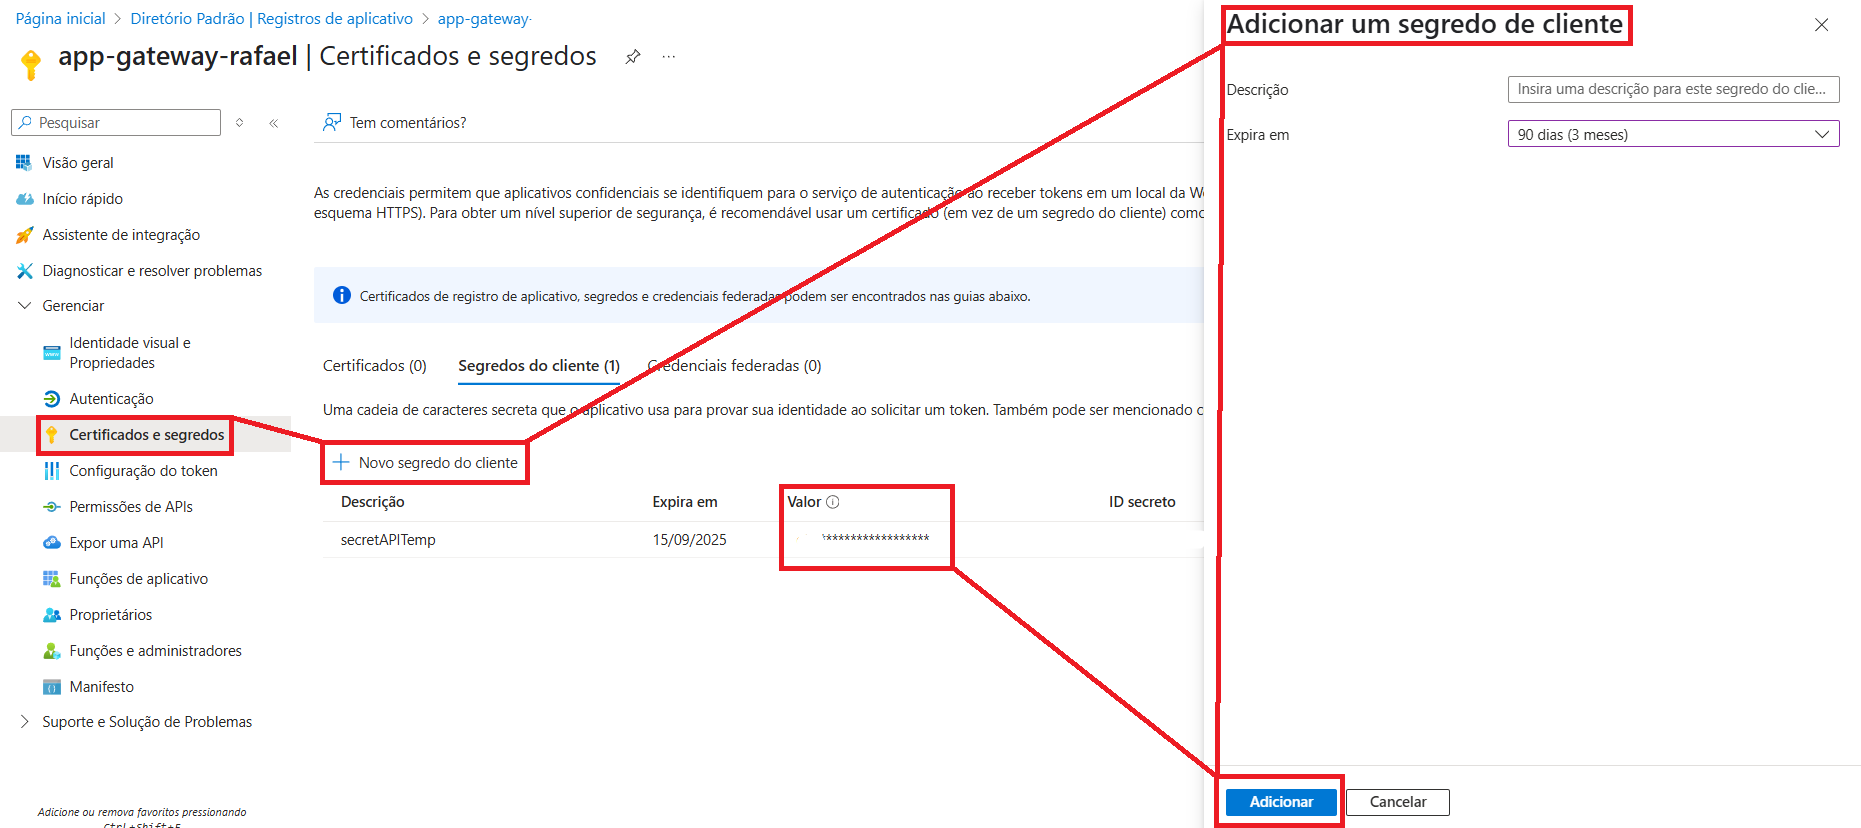 Página inicial > Diretório Padrão | Registros de aplicativo > app-gateway-
app-gateway-rafael | Certificados e segredos
Pesquisar
Visão geral
Início rápido
Assistente de integração
Diagnosticar e resolver problemas
Gerenciar
Identidade visual e
Propriedades
Autenticação
Certificados e segredos
Configuração do token
Permissões de APIs
Expor uma API
Funções de aplicativo
Proprietários
Funções e administradores
Manifesto
Suporte e Solução de Problemas
Adicione ou remova favoritos pressionando
Ctrl+Shift+F
Tem comentários?
As credenciais permitem que aplicativos confidenciais se identifiquem para o serviço de autenticação ao receber tokens em um local da
esquema HTTPS). Para obter um nível superior de segurança, é recomendável usar um certificado (em vez de um segredo do cliente) como
Certificados de registro de aplicativo, segredos e credenciais federadas podem ser encontrados nas guias abaixo.
Certificados (0) Segredos do cliente (1) Credenciais federadas (0)
Uma cadeia de caracteres secreta que o aplicativo usa para provar sua identidade ao solicitar um token. Também pode ser mencionado c
Novo segredo do cliente
Descrição Expira em Valor ID secreto
secretAPITemp 15/09/2025 *****************
Adicionar um segredo de cliente
Descrição Insira uma descrição para este segredo do clie...
Expira em 90 dias (3 meses)
Adicionar Cancelar